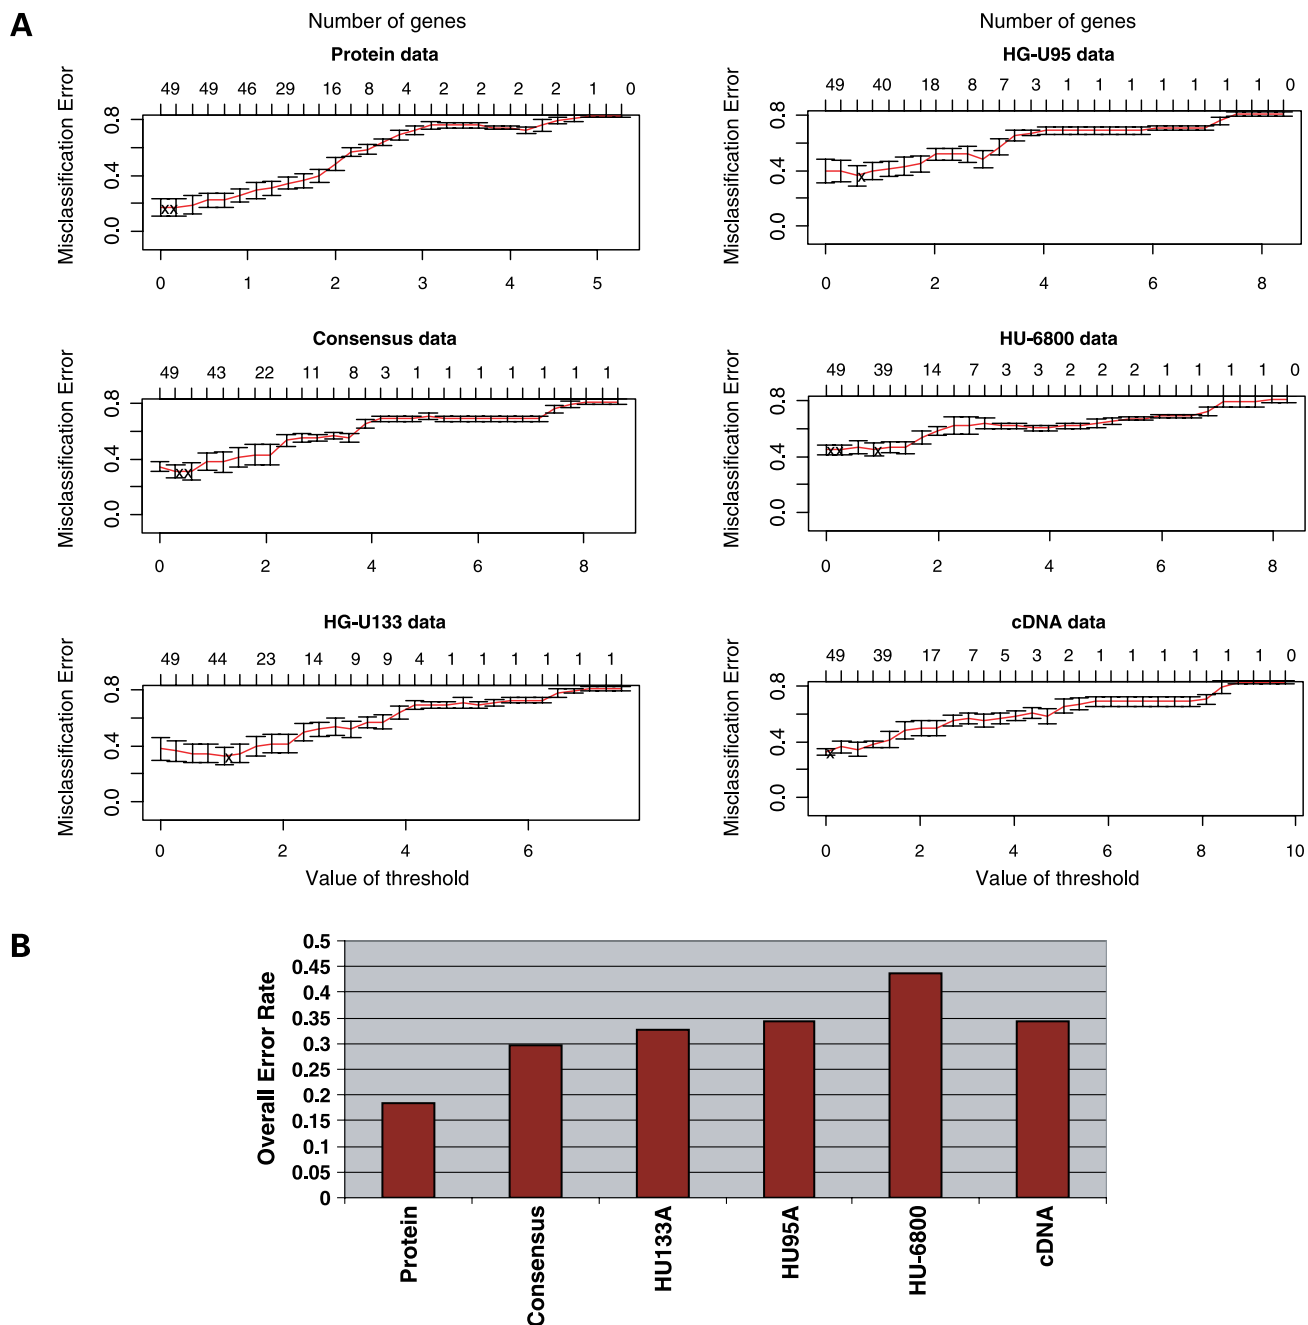 A
Number of genes
Protein data
49 49 46 29 16 8 4 2 2 2 2 1 0
Misclassification Error
0.8
0.4
0.0
0 1 2 3 4 5
Number of genes
HG-U95 data
49 40 18 8 7 3 1 1 1 1 1 1 1 0
Misclassification Error
0.8
0.4
0.0
0 2 4 6 8
Consensus data
49 43 22 11 8 3 1 1 1 1 1 1 1
Misclassification Error
0.8
0.4
0.0
0 2 4 6 8
HU-6800 data
49 39 14 7 3 3 2 2 2 1 1 1 1 0
Misclassification Error
0.8
0.4
0.0
0 2 4 6 8
HG-U133 data
49 44 23 14 9 9 4 1 1 1 1 1 1
Misclassification Error
0.8
0.4
0.0
0 2 4 6
Value of threshold
cDNA data
49 39 17 7 5 3 2 1 1 1 1 1 1 0
Misclassification Error
0.8
0.4
0.0
0 2 4 6 8 10
Value of threshold
B
Overall Error Rate
0.5
0.45
0.4
0.35
0.3
0.25
0.2
0.15
0.1
0.05
0
Protein
Consensus
HU133A
HU95A
HU-6800
cDNA